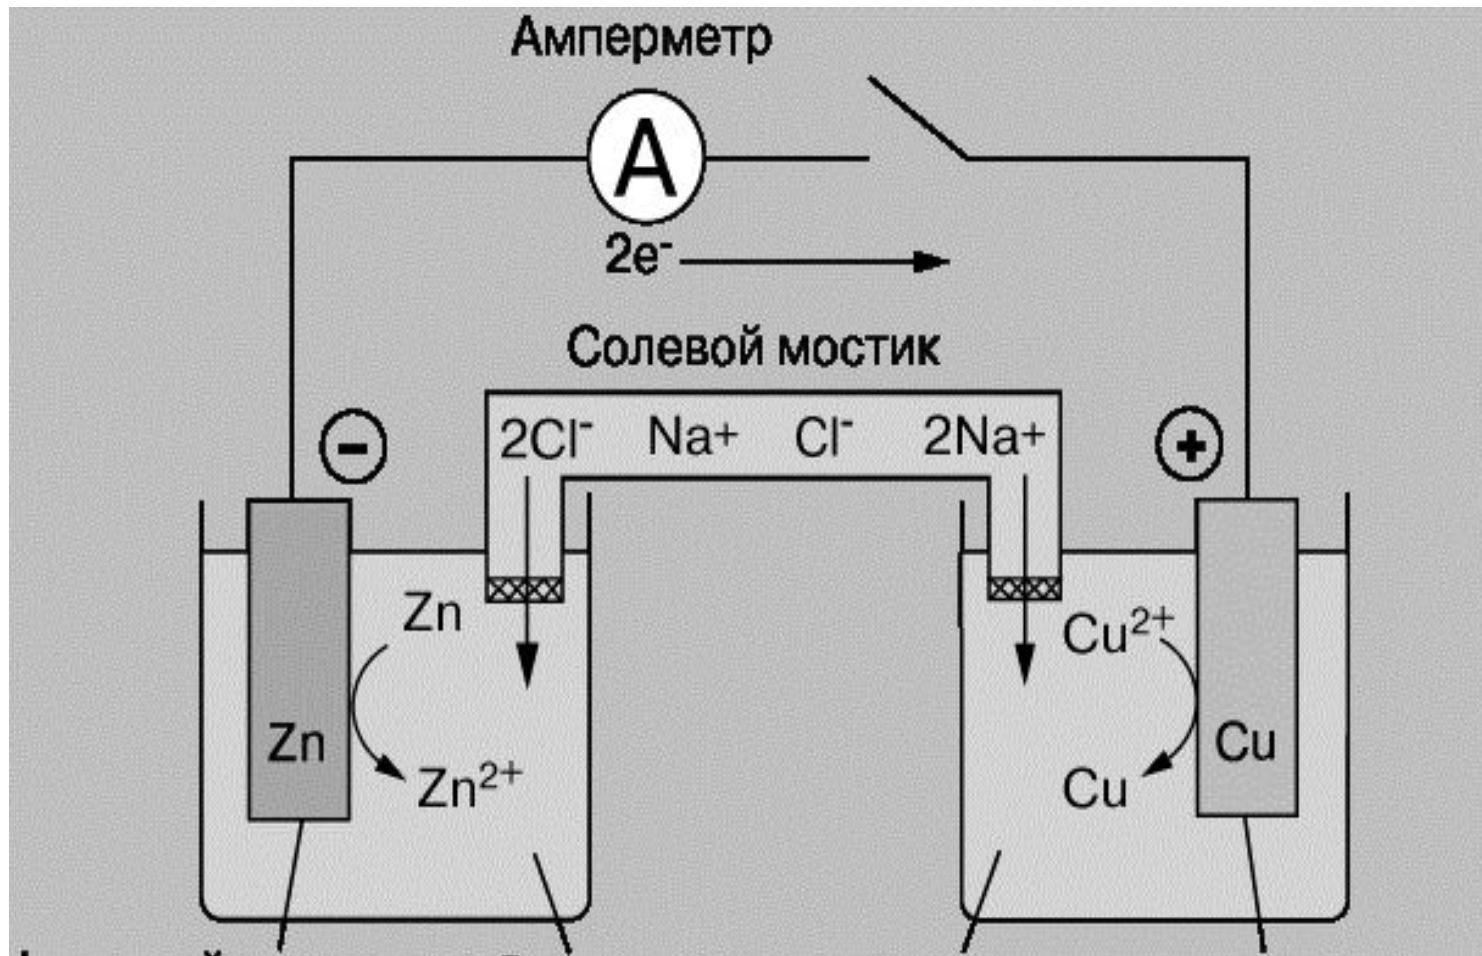 Амперметр
A
2e⁻
Солевой мостик
2Cl⁻ Na+ Cl⁻ 2Na+
- +
Zn
Zn²⁺
Zn
Cu²⁺
Cu
Cu